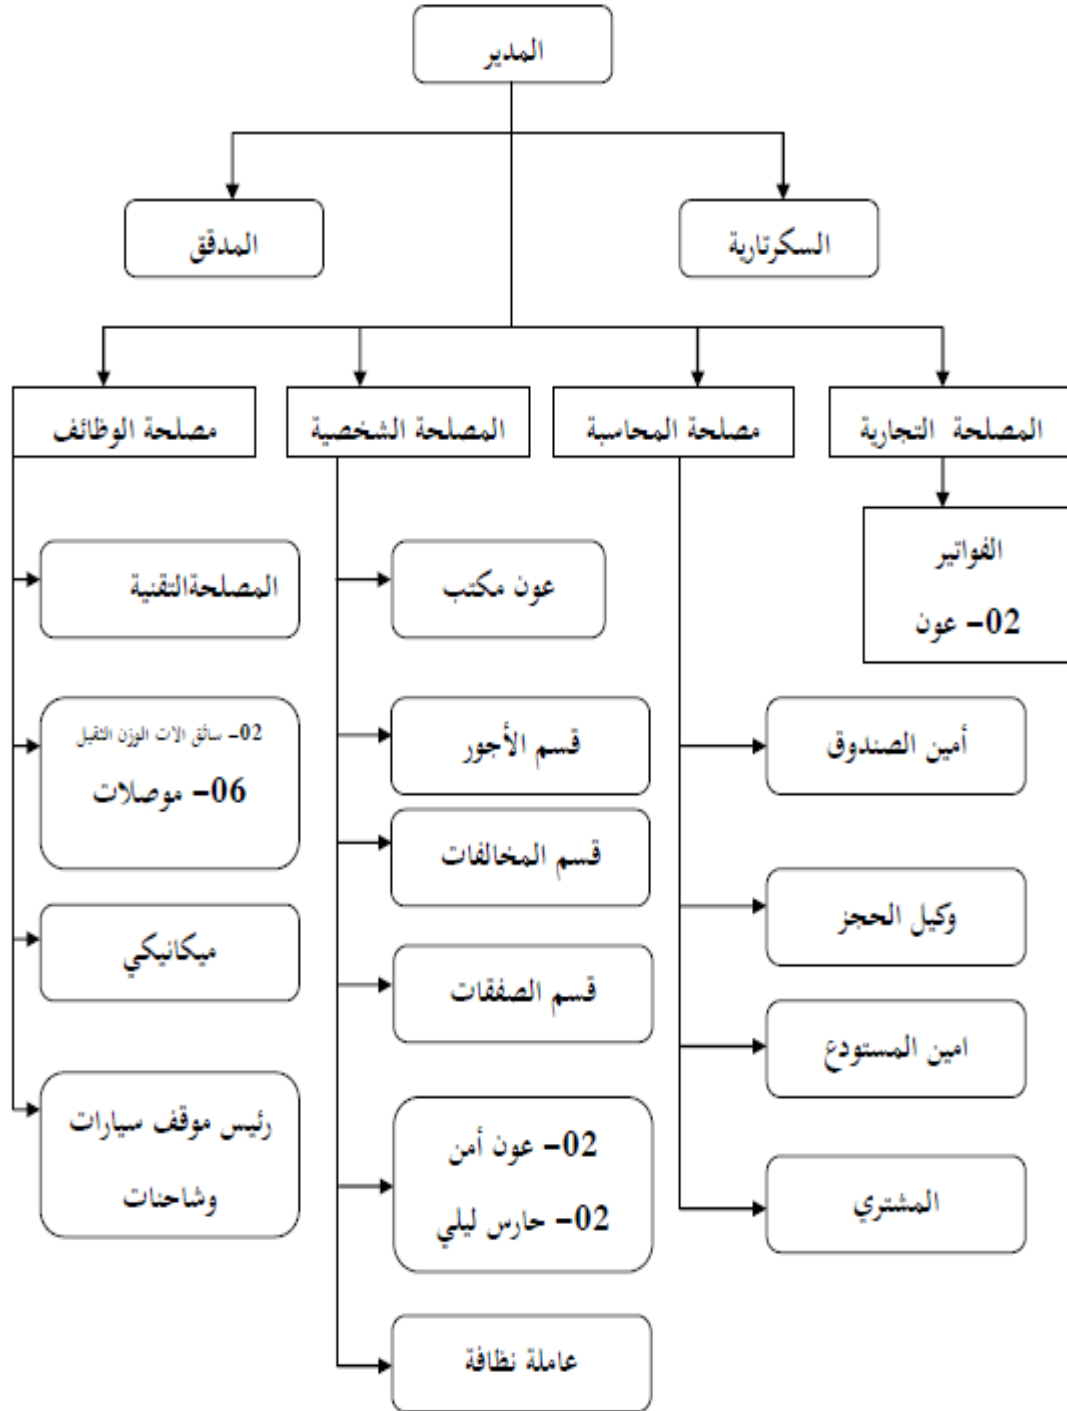 المدير
السكرتارية
المدقق
المصلحة التجارية
مصلحة المحاسبة
المصلحة الشخصية
مصلحة الوظائف
الفواتير
02- عون
أمين الصندوق
وكيل الحجز
امين المستودع
المشتري
عون مكتب
قسم الأجور
قسم المخالفات
قسم الصفقات
02- عون أمن
02- حارس ليلي
عاملة نظافة
المصلحةالتقنية
02- سائق الات الوزن الثقيل
06- موصلات
ميكانيكي
رئيس موقف سيارات
وشاحنات